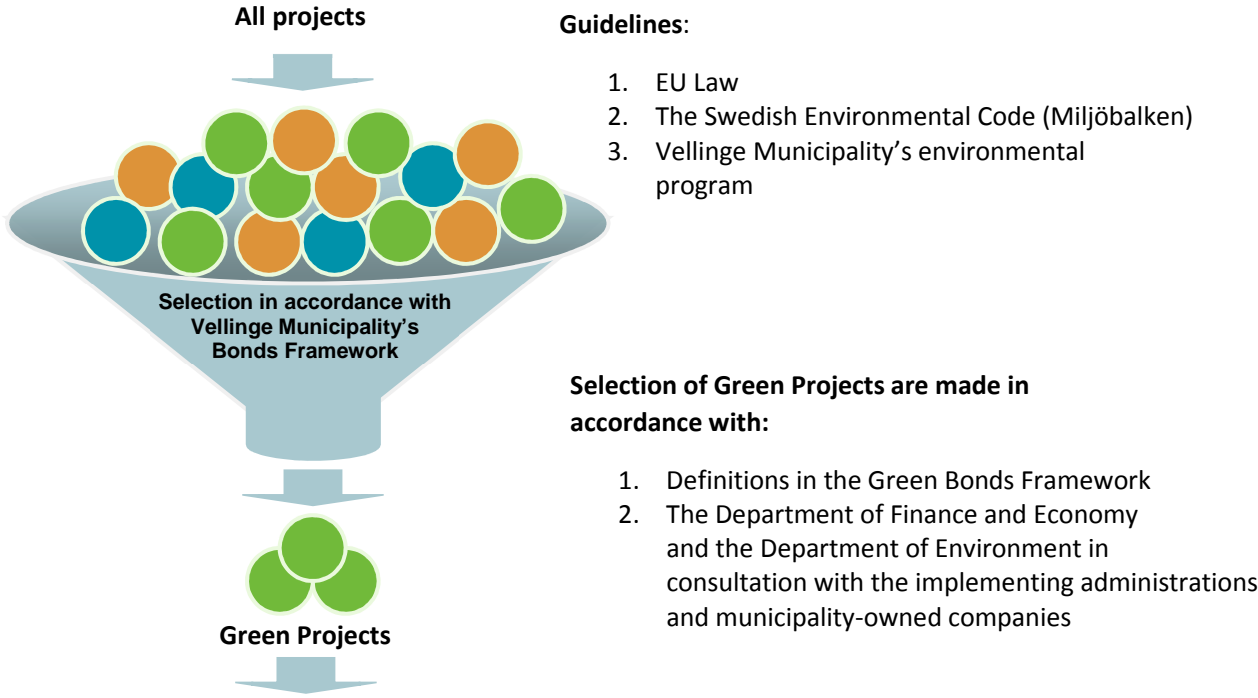 All projects
Guidelines:
1. EU Law
2. The Swedish Environmental Code (Miljöbalken)
3. Vellinge Municipality’s environmental
program
Selection in accordance with
Vellinge Municipality’s
Bonds Framework
Selection of Green Projects are made in
accordance with:
1. Definitions in the Green Bonds Framework
2. The Department of Finance and Economy
and the Department of Environment in
consultation with the implementing administrations
and municipality-owned companies
Green Projects